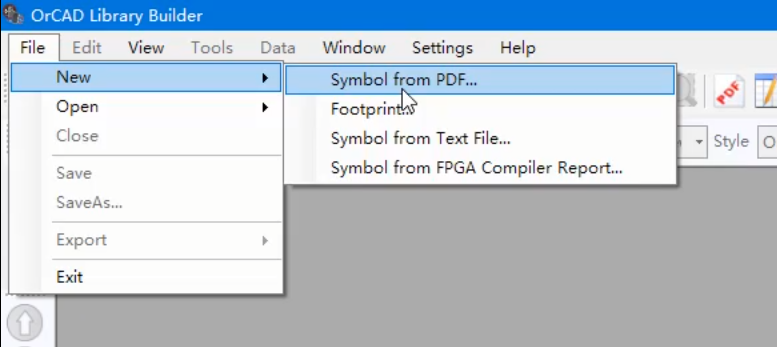 OrCAD Library Builder
File Edit View Tools Data Window Settings Help
New
Symbol from PDF...
Open
Footprint...
Close
Symbol from Text File...
Style
Save
Symbol from FPGA Compiler Report...
SaveAs...
Export
Exit
PDF